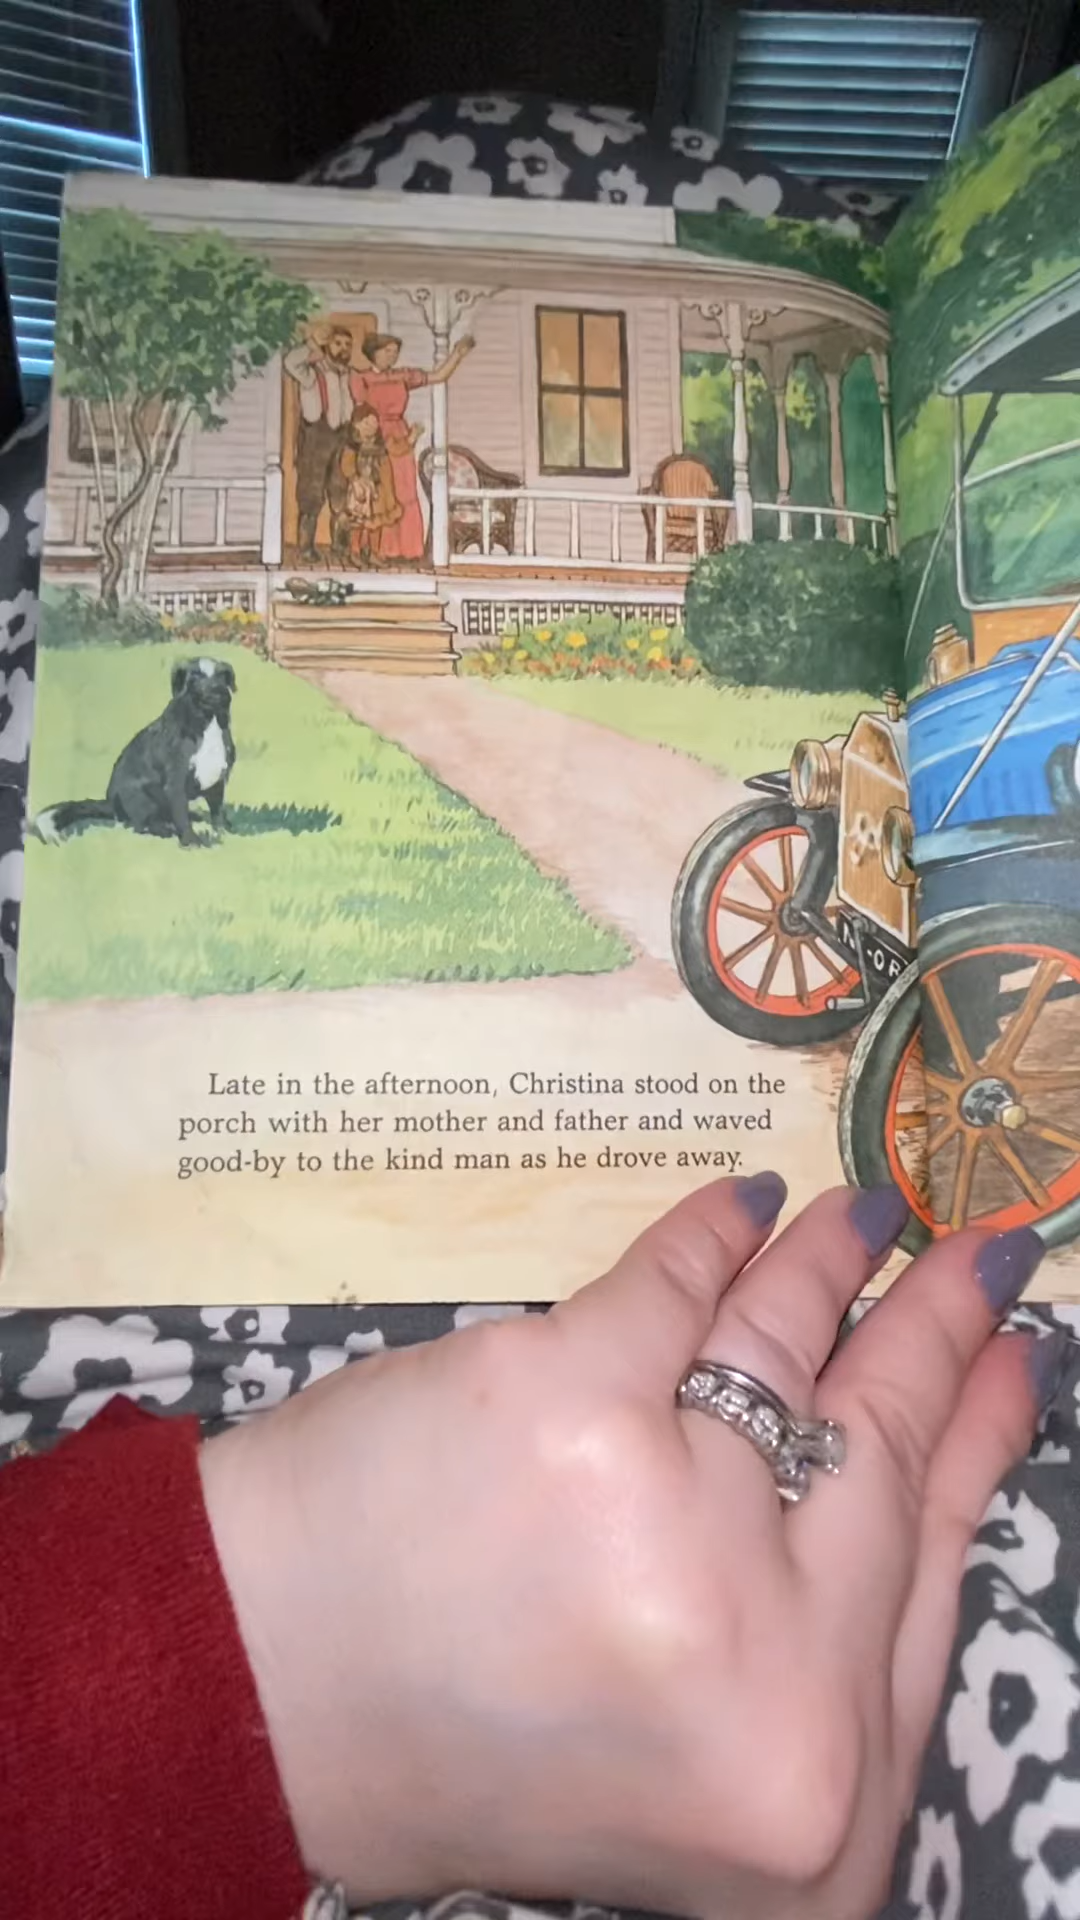 Late in the afternoon, Christina stood on the
porch with her mother and father and waved
good-by to the kind man as he drove away.